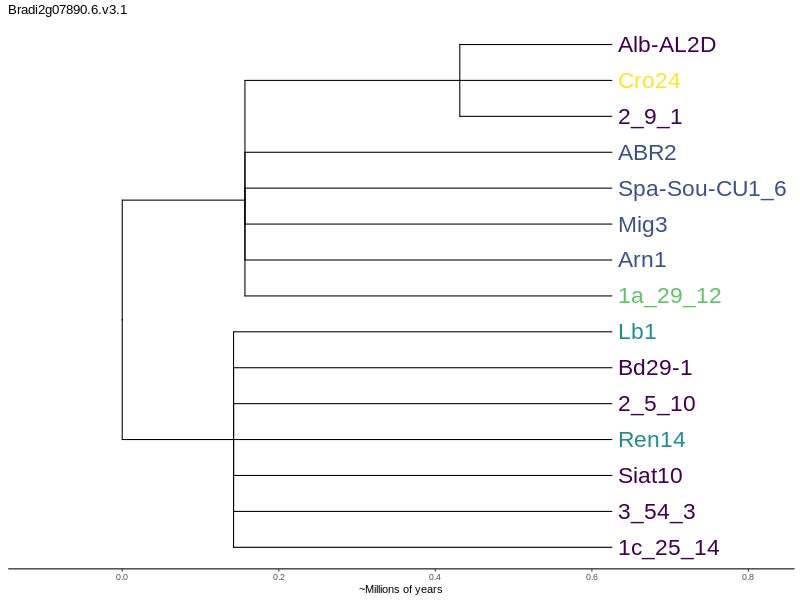 Bradi2g07890.6.v3.1
Alb-AL2D
Cro24
2_9_1
ABR2
Spa-Sou-CU1_6
Mig3
Arn1
1a_29_12
Lb1
Bd29-1
2_5_10
Ren14
Siat10
3_54_3
1c_25_14
0.0 0.2 0.4 0.6 0.8
~Millions of years